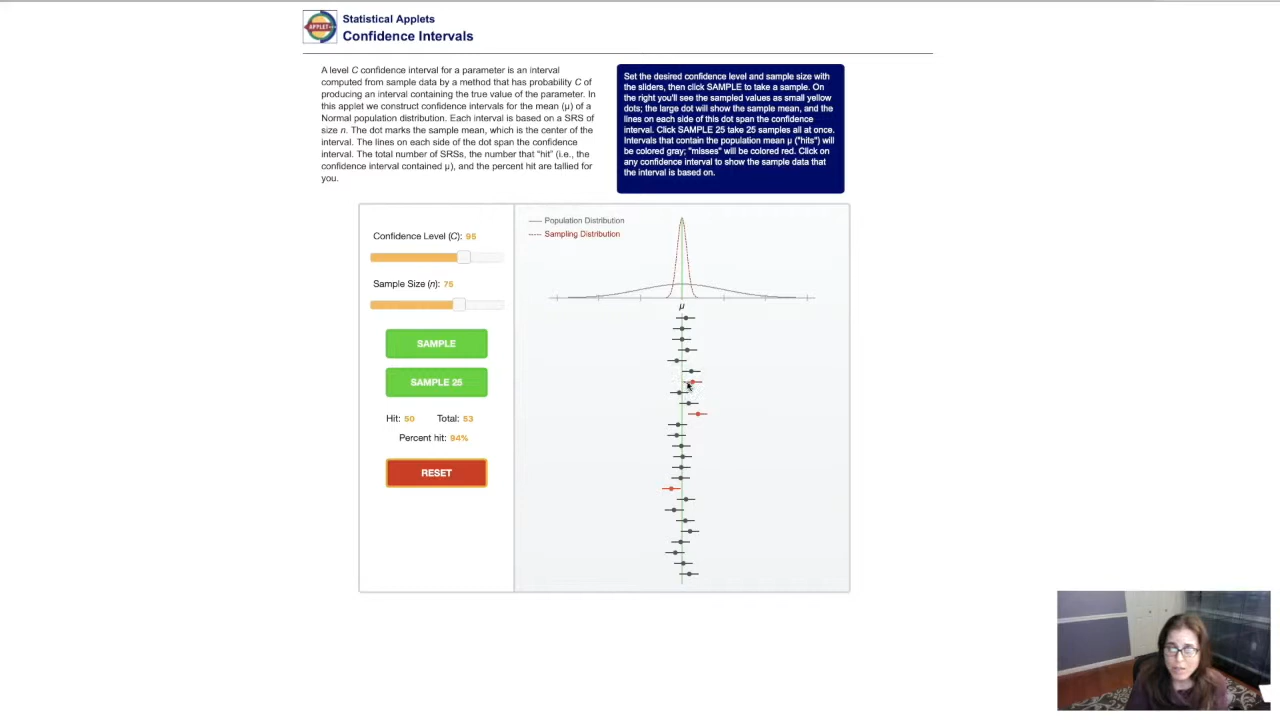 APPLET
Statistical Applets
Confidence Intervals
A level C confidence interval for a parameter is an interval
computed from sample data by a method that has probability C of
producing an interval containing the true value of the parameter. In
this applet we construct confidence intervals for the mean (μ) of a
Normal population distribution. Each interval is based on a SRS of
size n. The dot marks the sample mean, which is the center of the
interval. The lines on each side of the dot span the confidence
interval. The total number of SRSs, the number that "hit" (i.e., the
confidence interval contained μ), and the percent hit are tallied for
you.
Set the desired confidence level and sample size with
the sliders, then click SAMPLE to take a sample. On
the right you'll see the sampled values as small yellow
dots; the large dot will show the sample mean, and the
lines on each side of this dot span the confidence
interval. Click SAMPLE 25 take 25 samples all at once.
Intervals that contain the population mean μ ("hits") will
be colored gray; "misses" will be colored red. Click on
any confidence interval to show the sample data that
the interval is based on.
Confidence Level (C): 95
Sample Size (n): 75
SAMPLE
SAMPLE 25
Hit: 50 Total: 53
Percent hit: 94%
RESET
Population Distribution
Sampling Distribution
μ